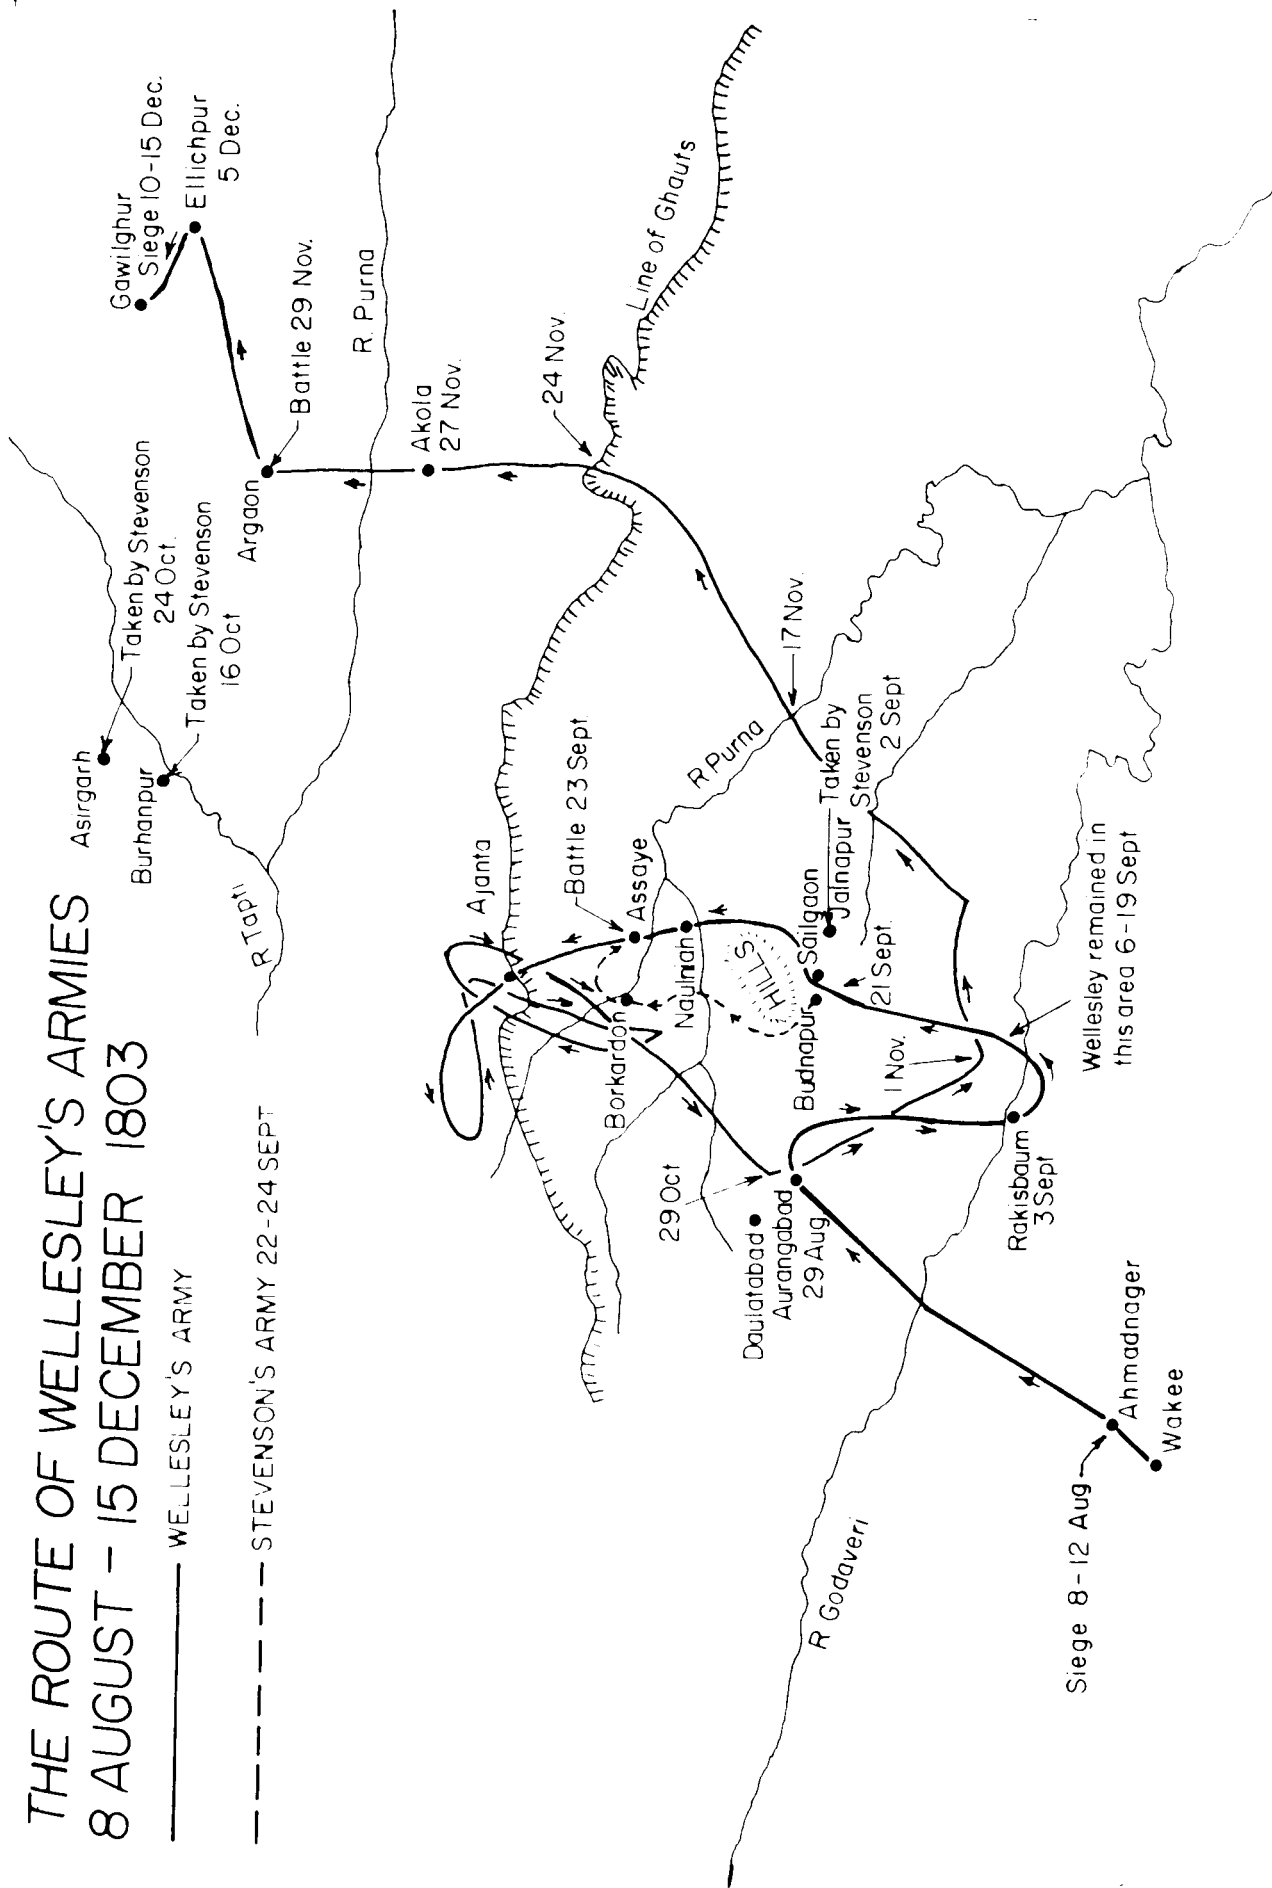 THE ROUTE OF WELLESLEY'S ARMIES
8 AUGUST - 15 DECEMBER 1803
WELLESLEY'S ARMY
STEVENSON'S ARMY 22-24 SEPT
Asirgarh
Taken by Stevenson
24 Oct.
Burhanpur
Taken by Stevenson
16 Oct
Gawilghur
Siege 10-15 Dec.
Ellichpur
5 Dec.
Argaon
Battle 29 Nov.
R. Purna
R Tapti
Akola
27 Nov.
24 Nov.
Line of Ghauts
Ajanta
Battle 23 Sept
Assaye
R Purna
17 Nov.
Borkardon
Naulniah
HILLS
Budnapur
Sailgaon
21 Sept.
Jalnapur
Taken by
Stevenson
2 Sept
29 Oct
1 Nov.
Daulatabad
Aurangabad
29 Aug.
Rakisbaum
3 Sept
Wellesley remained in
this area 6-19 Sept
R Godaveri
Siege 8-12 Aug
Ahmadnager
Wakee